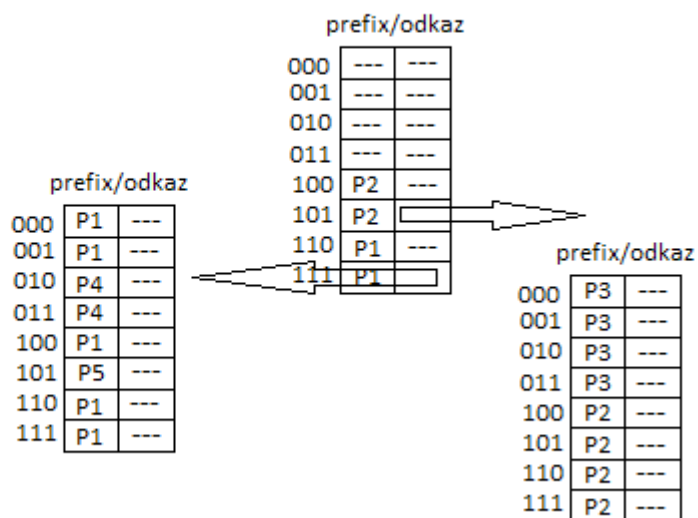 prefix/odkaz
000 --- ---
001 --- ---
010 --- ---
011 --- ---
100 P2 ---
101 P2
110 P1 ---
111 P1
prefix/odkaz
000 P1 ---
001 P1 ---
010 P4 ---
011 P4 ---
100 P1 ---
101 P5 ---
110 P1 ---
111 P1 ---
prefix/odkaz
000 P3 ---
001 P3 ---
010 P3 ---
011 P3 ---
100 P2 ---
101 P2 ---
110 P2 ---
111 P2 ---